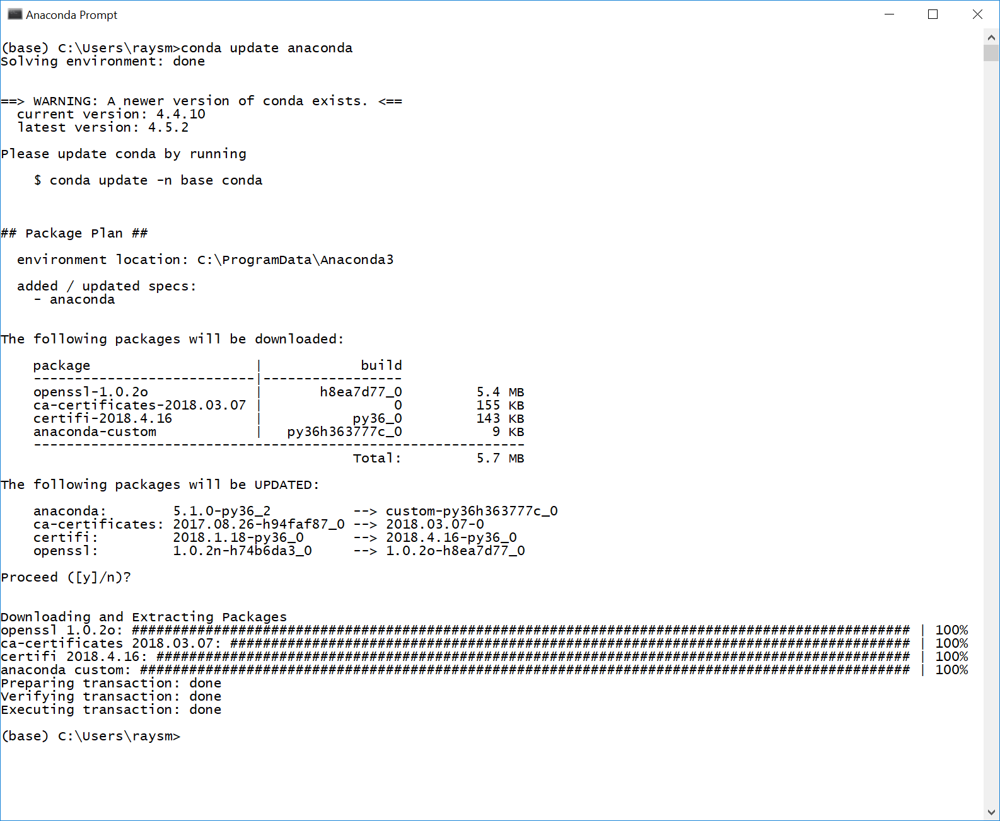 Anaconda Prompt
(base) C:\Users\raysm>conda update anaconda
Solving environment: done
==> WARNING: A newer version of conda exists. <==
  current version: 4.4.10
  latest version: 4.5.2
Please update conda by running
    $ conda update -n base conda
## Package Plan ##
  environment location: C:\ProgramData\Anaconda3
  added / updated specs:
    - anaconda
The following packages will be downloaded:
    package                    |            build
    ---------------------------|-----------------
    openssl-1.0.2o             |       h8ea7d77_0         5.4 MB
    ca-certificates-2018.03.07 |                0         155 KB
    certifi-2018.4.16          |           py36_0         143 KB
    anaconda-custom            |   py36h363777c_0           9 KB
    ------------------------------------------------------------
                                           Total:         5.7 MB
The following packages will be UPDATED:
    anaconda:        5.1.0-py36_2          --> custom-py36h363777c_0
    ca-certificates: 2017.08.26-h94faf87_0 --> 2018.03.07-0
    certifi:         2018.1.18-py36_0      --> 2018.4.16-py36_0
    openssl:         1.0.2n-h74b6da3_0     --> 1.0.2o-h8ea7d77_0
Proceed ([y]/n)?
Downloading and Extracting Packages
openssl 1.0.2o: ############################################################################################### | 100%
ca-certificates 2018.03.07: ################################################################################### | 100%
certifi 2018.4.16: ############################################################################################ | 100%
anaconda custom: ############################################################################################## | 100%
Preparing transaction: done
Verifying transaction: done
Executing transaction: done
(base) C:\Users\raysm>